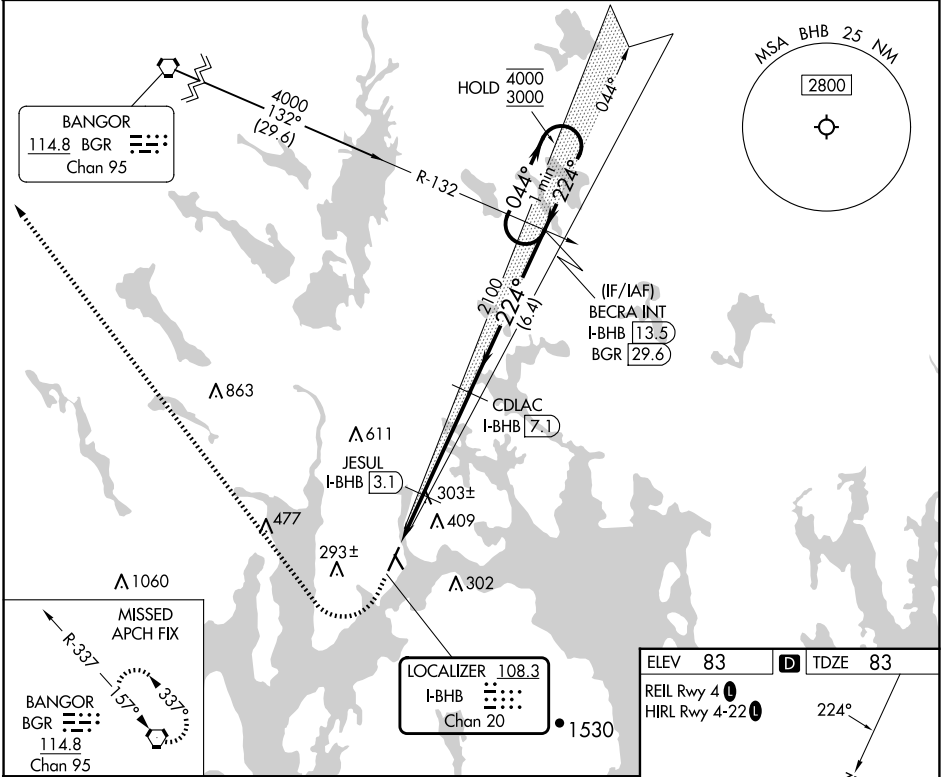 MSA BHB 25 NM
2800
HOLD 4000
3000
044°
4000
132°
(29.6)
BANGOR
114.8 BGR
Chan 95
R-132
044°
1 min
224°
(IF/IAF)
BECRA INT
I-BHB 13.5
BGR 29.6
2100
224°
(6.4)
863
CDLAC
I-BHB 7.1
611
JESUL
I-BHB 3.1
303±
409
477
293±
302
1060
MISSED
APCH FIX
R-337
157°
337°
BANGOR
BGR
114.8
Chan 95
LOCALIZER 108.3
I-BHB
Chan 20
1530
ELEV 83 D TDZE 83
REIL Rwy 4 L
HIRL Rwy 4-22 L
224°